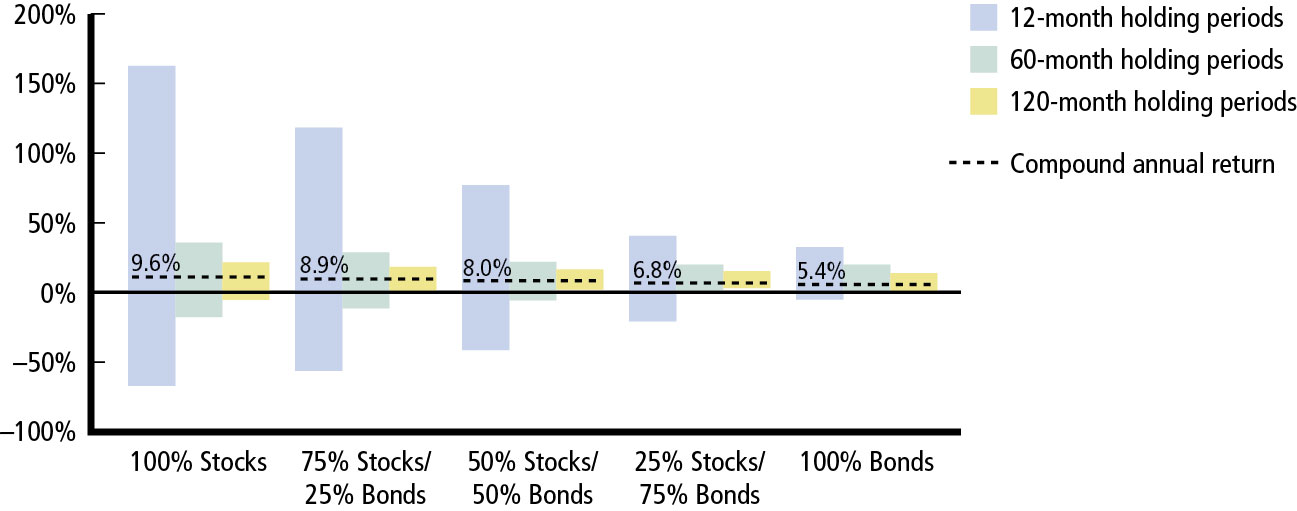 200%
150%
100%
50%
0%
–50%
–100%
9.6%
8.9%
8.0%
6.8%
5.4%
100% Stocks
75% Stocks/
25% Bonds
50% Stocks/
50% Bonds
25% Stocks/
75% Bonds
100% Bonds
12-month holding periods
60-month holding periods
120-month holding periods
Compound annual return